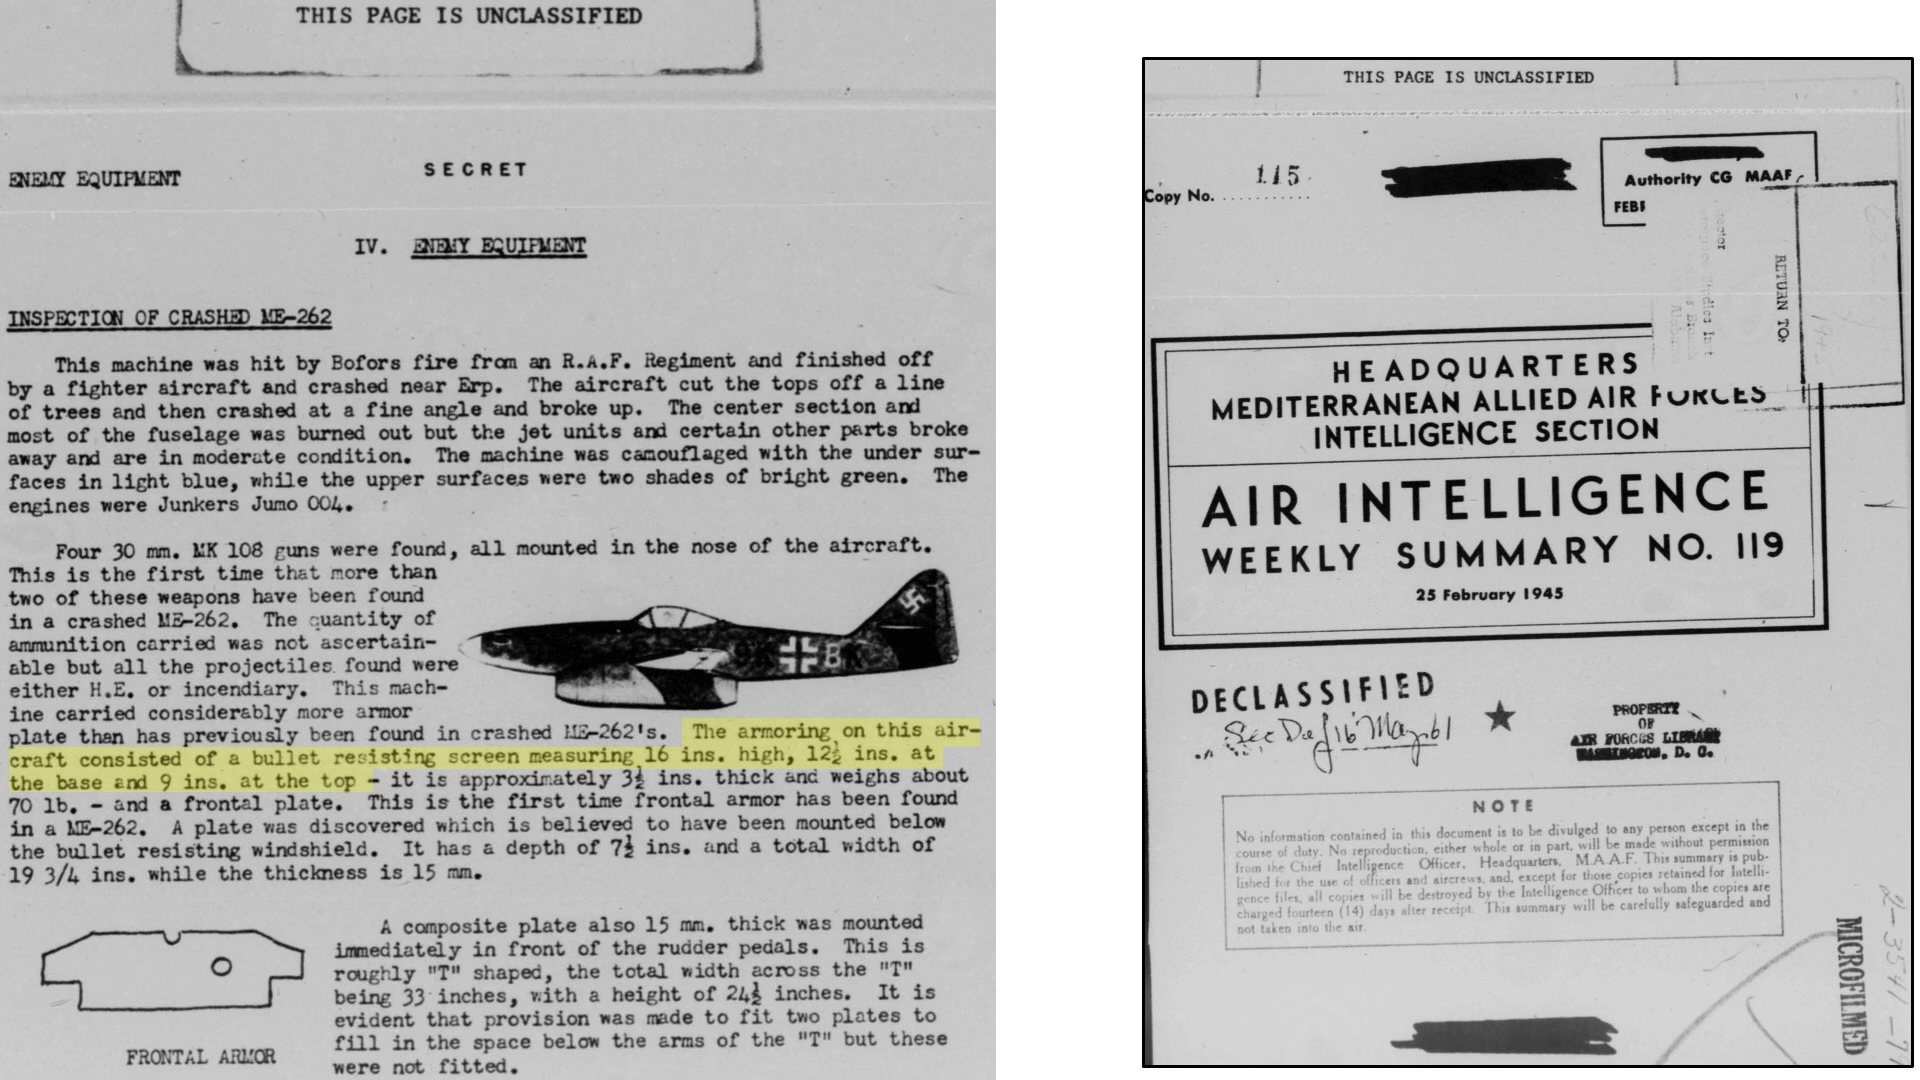 THIS PAGE IS UNCLASSIFIED
ENEMY EQUIPMENT
SECRET
IV. ENEMY EQUIPMENT
INSPECTION OF CRASHED ME-262
This machine was hit by Bofors fire from an R.A.F. Regiment and finished off
by a fighter aircraft and crashed near Erp. The aircraft cut the tops off a line
of trees and then crashed at a fine angle and broke up. The center section and
most of the fuselage was burned out but the jet units and certain other parts broke
away and are in moderate condition. The machine was camouflaged with the under sur-
faces in light blue, while the upper surfaces were two shades of bright green. The
engines were Junkers Jumo 004.
Four 30 mm. MK 108 guns were found, all mounted in the nose of the aircraft.
This is the first time that more than
two of these weapons have been found
in a crashed ME-262. The quantity of
ammunition carried was not ascertain-
able but all the projectiles found were
either H.E. or incendiary. This mach-
ine carried considerably more armor
plate than has previously been found in crashed ME-262's. The armoring on this air-
craft consisted of a bullet resisting screen measuring 16 ins. high, 12½ ins. at
the base and 9 ins. at the top - it is approximately 3½ ins. thick and weighs about
70 lb. - and a frontal plate. This is the first time frontal armor has been found
in a ME-262. A plate was discovered which is believed to have been mounted below
the bullet resisting windshield. It has a depth of 7½ ins. and a total width of
19 3/4 ins. while the thickness is 15 mm.
A composite plate also 15 mm. thick was mounted
immediately in front of the rudder pedals. This is
roughly "T" shaped, the total width across the "T"
being 33 inches, with a height of 24½ inches. It is
evident that provision was made to fit two plates to
fill in the space below the arms of the "T" but these
were not fitted.
FRONTAL ARMOR
THIS PAGE IS UNCLASSIFIED
Copy No. 115
Authority CG MAAF
RETURN TO:
HEADQUARTERS
MEDITERRANEAN ALLIED AIR FORCES
INTELLIGENCE SECTION
AIR INTELLIGENCE
WEEKLY SUMMARY NO. 119
25 February 1945
DECLASSIFIED
Sec Def 16 May 61
PROPERTY
OF
AIR FORCES LIBRARY
WASHINGTON, D. C.
NOTE
No information contained in this document is to be divulged to any person except in the
course of duty. No reproduction, either whole or in part, will be made without permission
from the Chief Intelligence Officer, Headquarters, M.A.A.F. This summary is pub-
lished for the use of officers and aircrews, and, except for those copies retained for Intelli-
gence files, all copies will be destroyed by the Intelligence Officer to whom the copies are
charged fourteen (14) days after receipt. This summary will be carefully safeguarded and
not taken into the air.
MICROFILMED